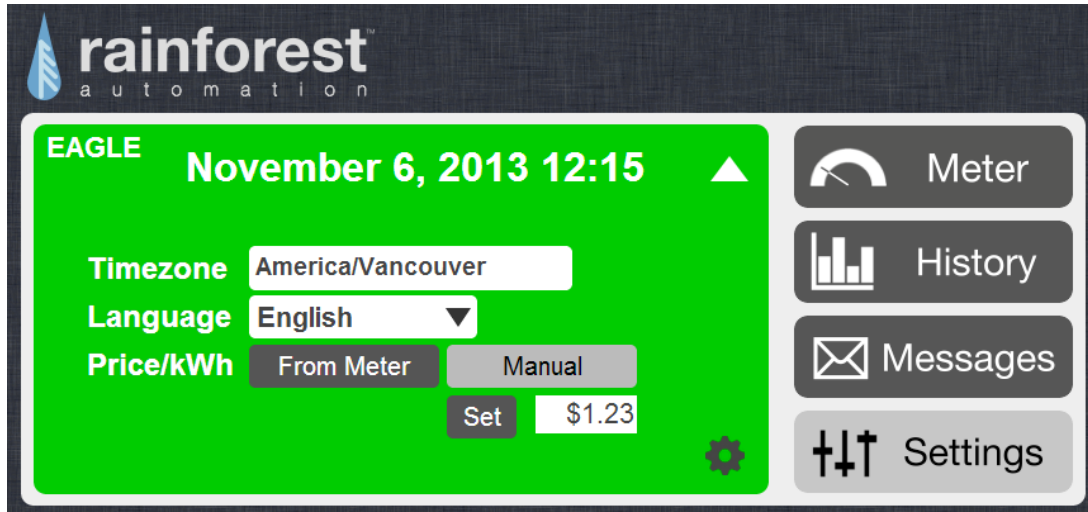 rainforest™
automation
EAGLE
November 6, 2013 12:15
Timezone America/Vancouver
Language English
Price/kWh From Meter Manual
Set $1.23
Meter
History
Messages
Settings